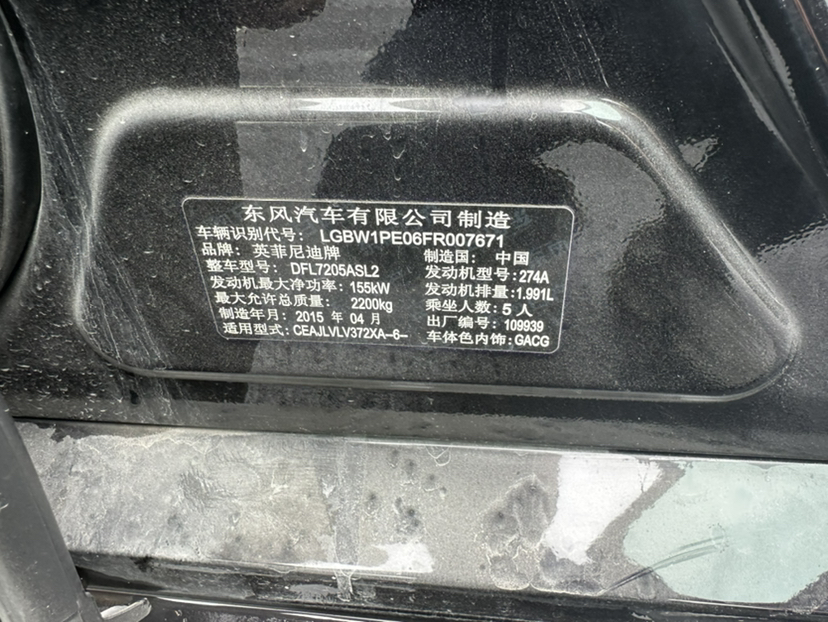 东风汽车有限公司制造
车辆识别代号: LGBW1PE06FR007671
品牌: 英菲尼迪牌 制造国: 中国
整车型号: DFL7205ASL2 发动机型号:274A
发动机最大净功率: 155kW 发动机排量:1.991L
最大允许总质量: 2200kg 乘坐人数:5 人
制造年月: 2015 年 04 月 出厂编号: 109939
适用型式:CEAJLVLV372XA-6- 车体色内饰:GACG